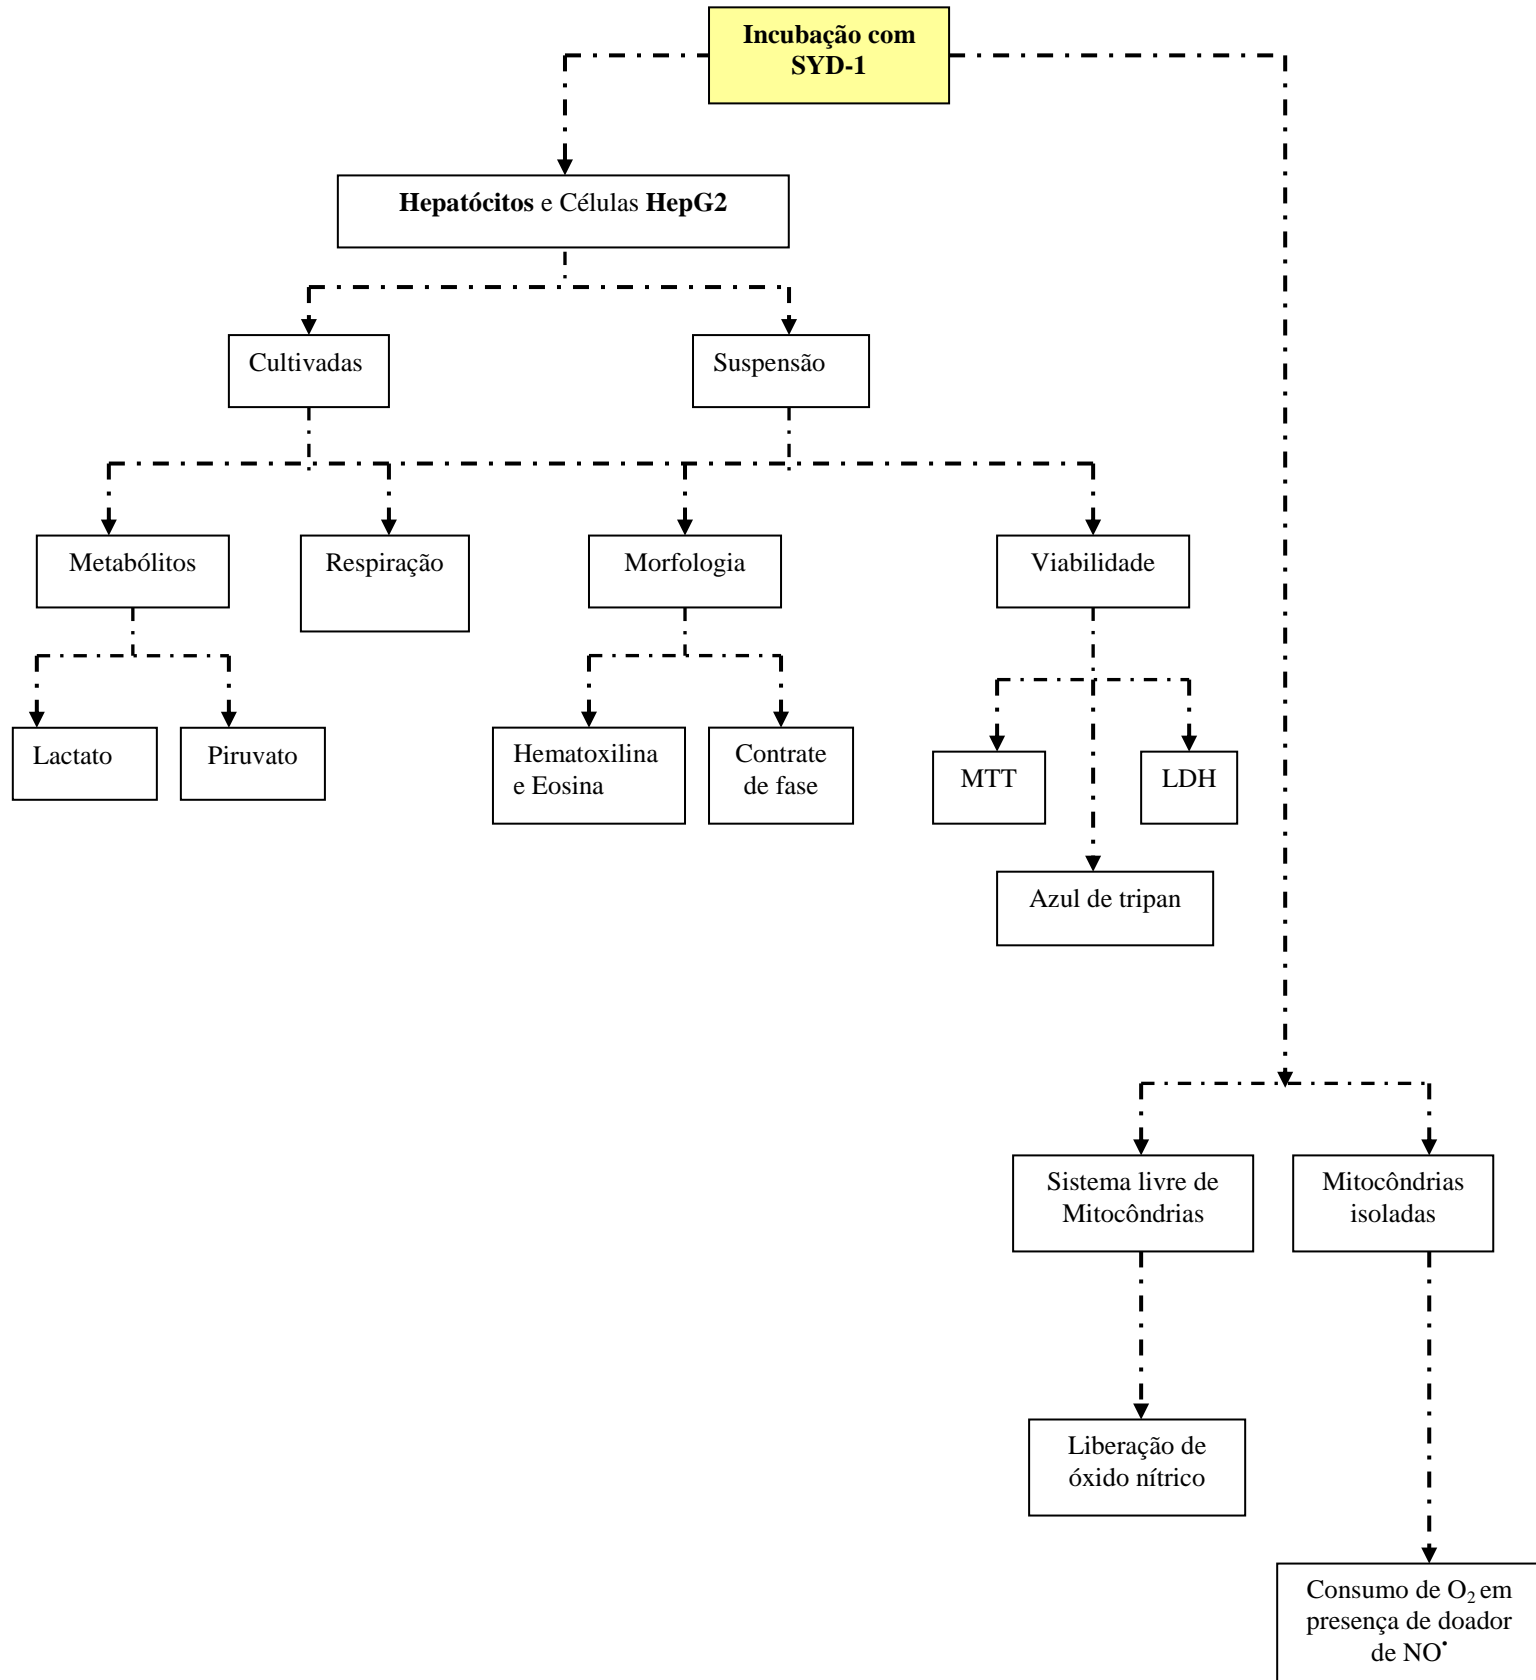 Incubação com
SYD-1
Hepatócitos e Células HepG2
Cultivadas
Suspensão
Metabólitos
Respiração
Morfologia
Viabilidade
Lactato
Piruvato
Hematoxilina
e Eosina
Contrate
de fase
MTT
LDH
Azul de tripan
Sistema livre de
Mitocôndrias
Mitocôndrias
isoladas
Liberação de
óxido nítrico
Consumo de O₂ em
presença de doador
de NO•